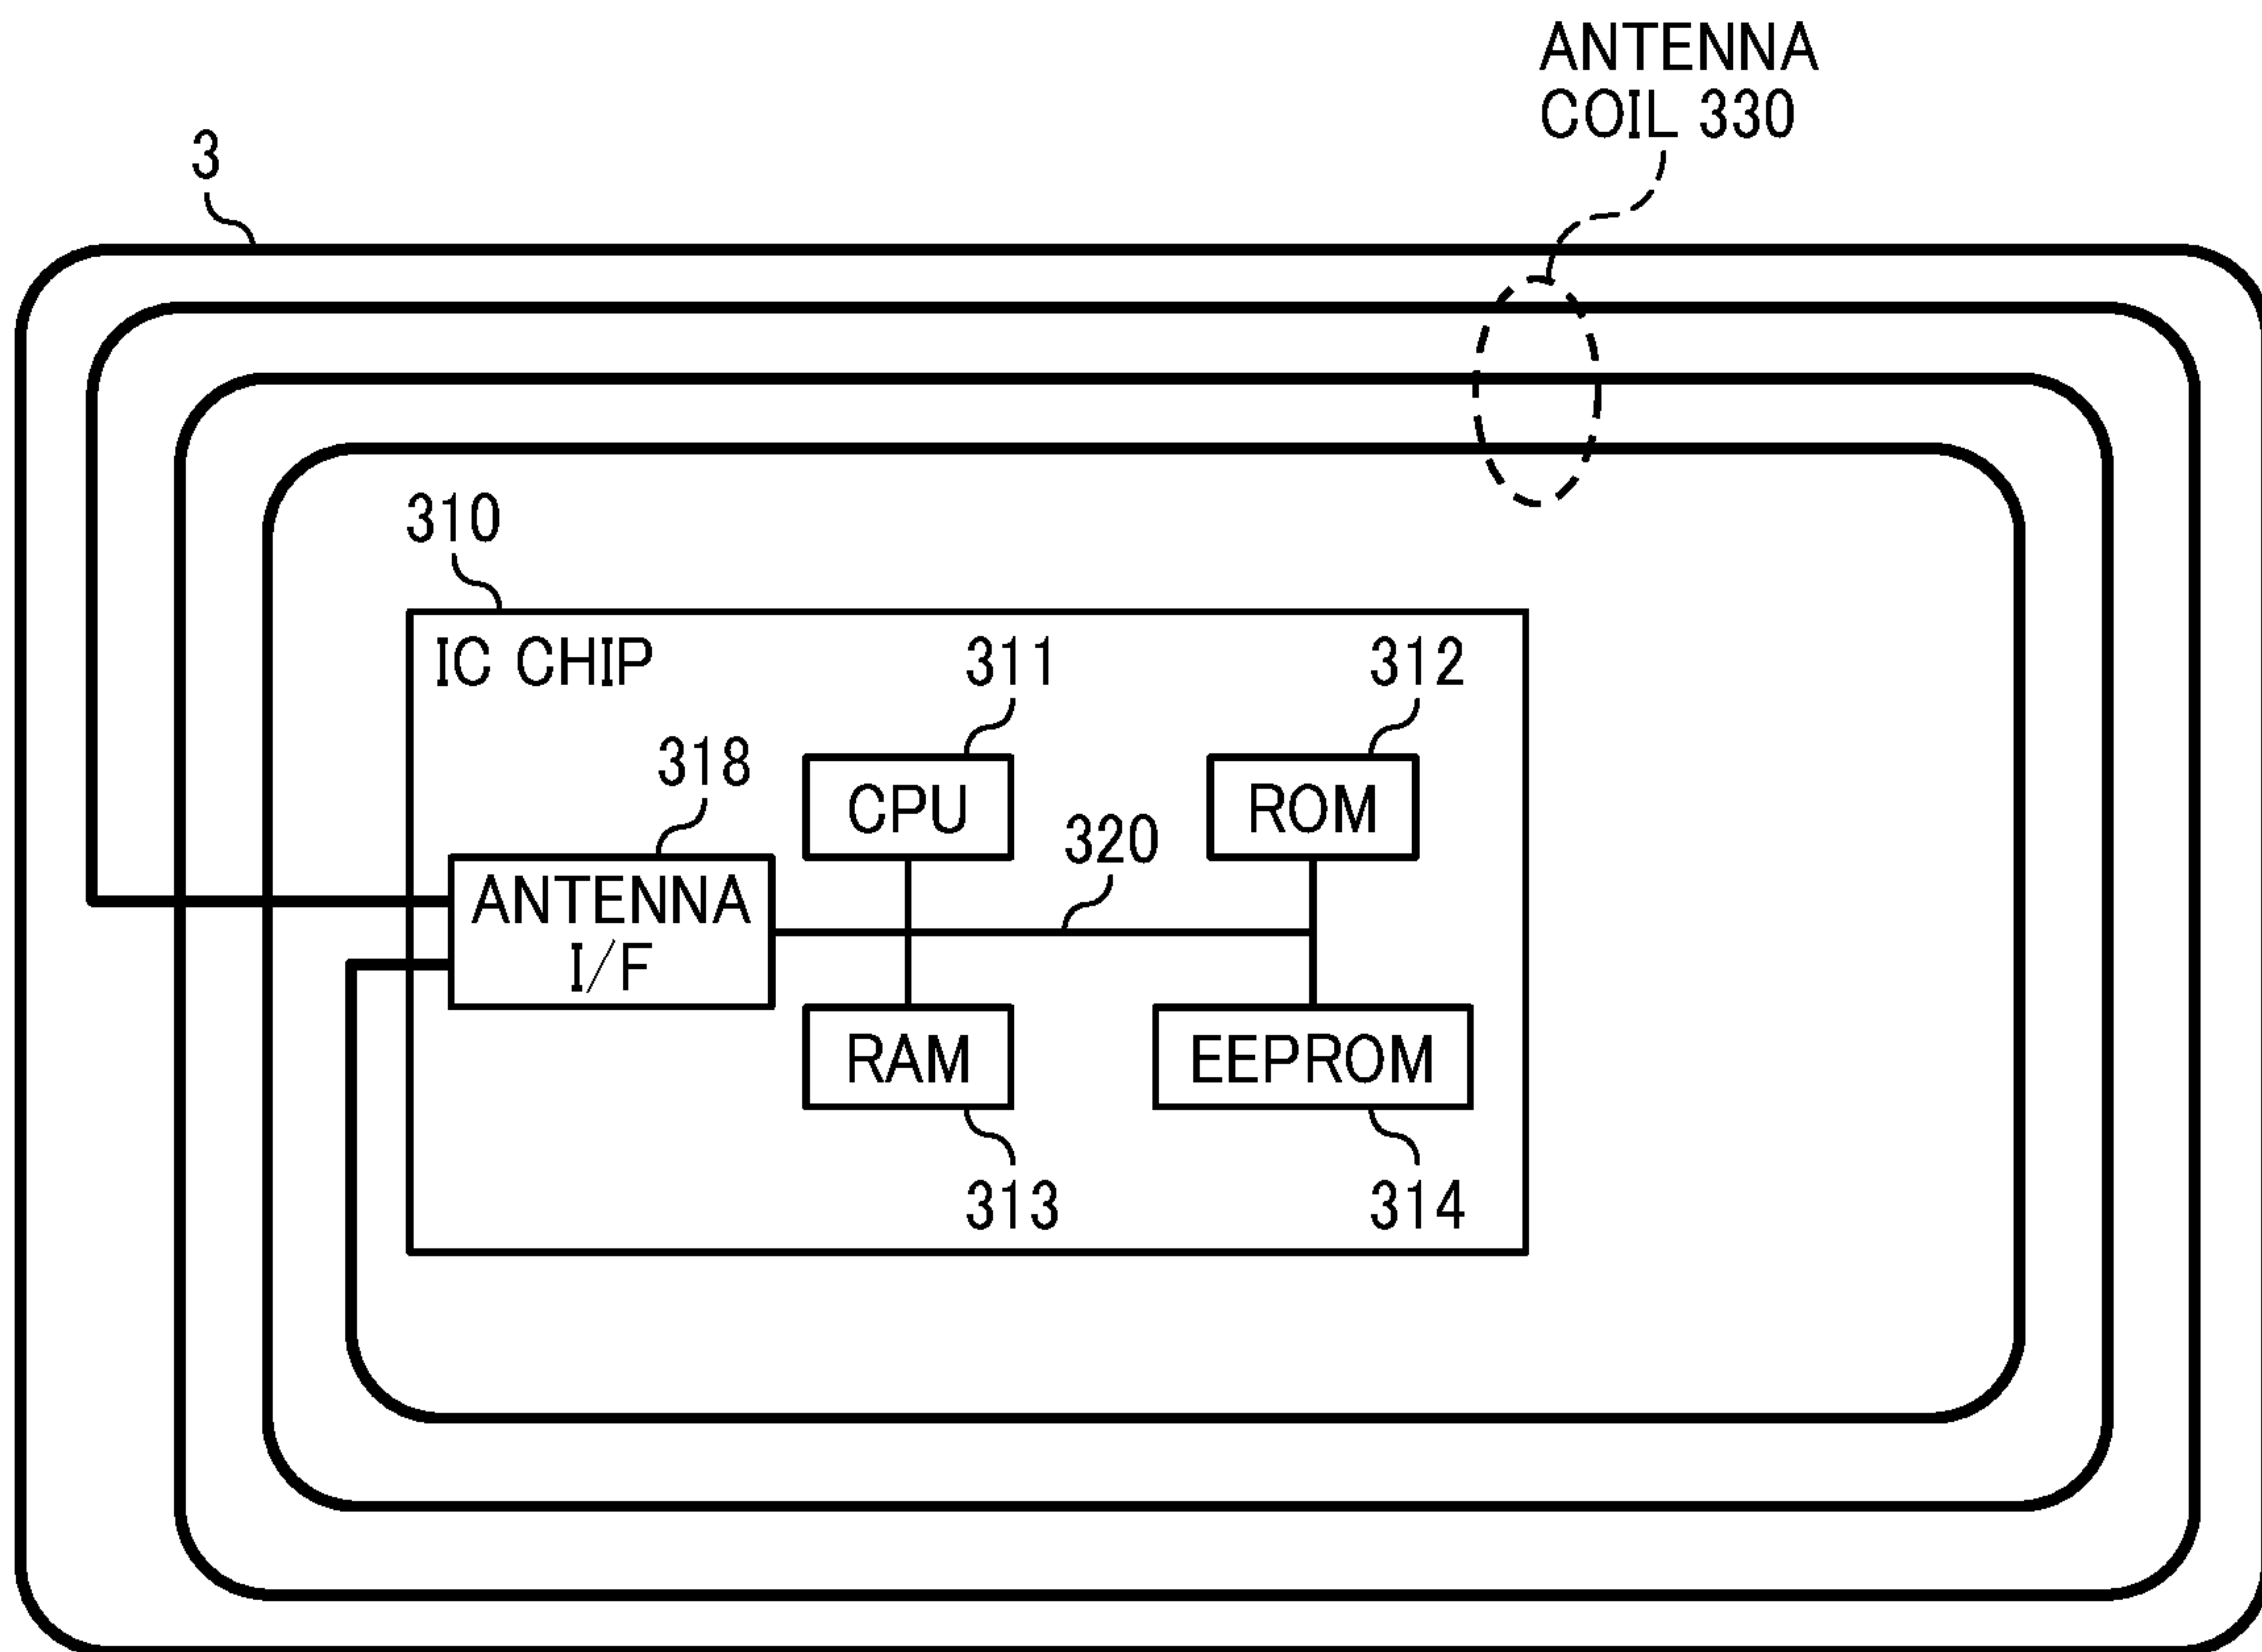 ANTENNA
COIL 330
3
310
IC CHIP
311
312
318
CPU
ROM
320
ANTENNA
I/F
RAM
EEPROM
313
314